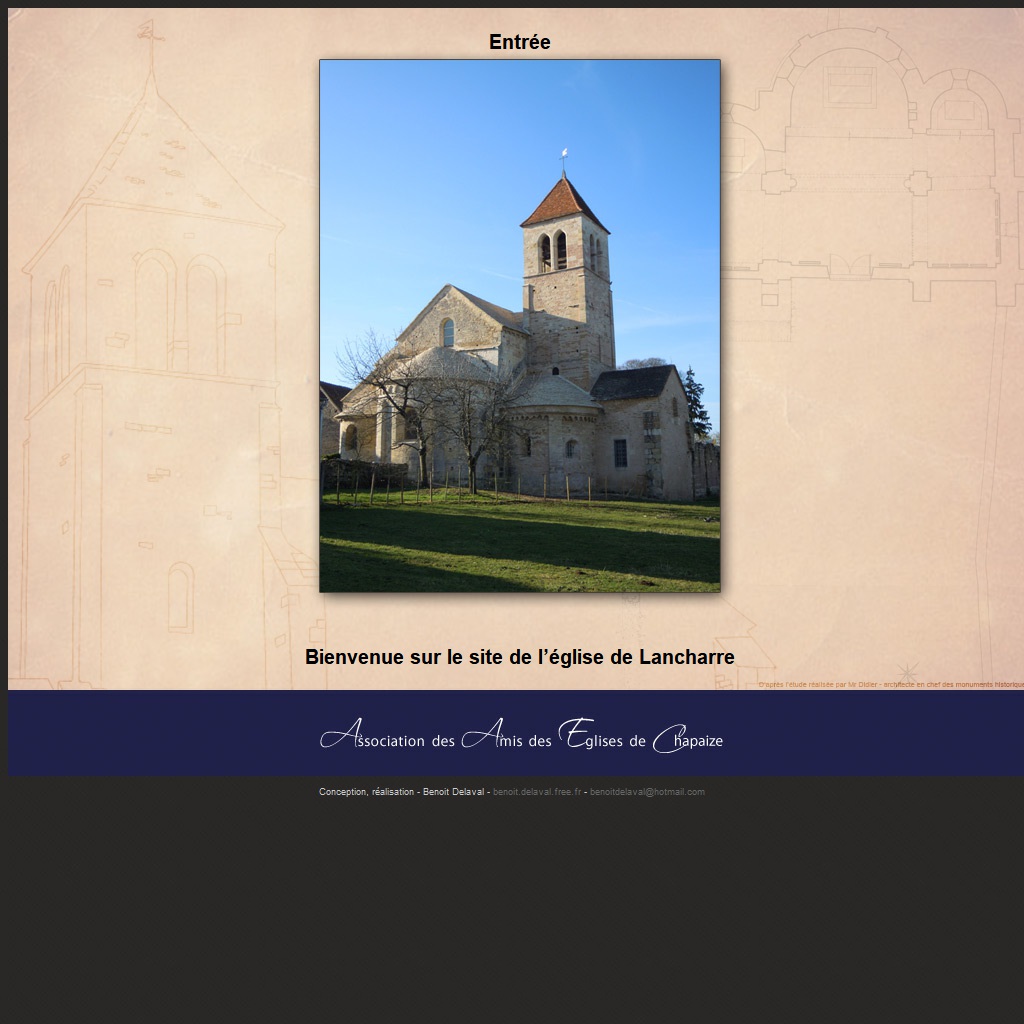 Entrée
Bienvenue sur le site de l’église de Lancharre
D'après l'étude réalisée par Mr Didier - architecte en chef des monuments historique
Association des Amis des Eglises de Chapaize
Conception, réalisation - Benoit Delaval - benoit.delaval.free.fr - benoitdelaval@hotmail.com